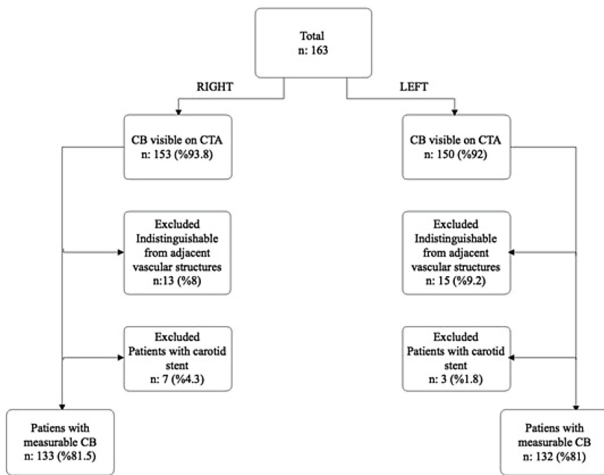 Total
n: 163
RIGHT
LEFT
CB visible on CTA
n: 153 (%93.8)
CB visible on CTA
n: 150 (%92)
Excluded
Indistinguishable
from adjacent
vascular structures
n:13 (%8)
Excluded
Indistinguishable
from adjacent
vascular structures
n: 15 (%9.2)
Excluded
Patients with carotid
stent
n: 7 (%4.3)
Excluded
Patients with carotid
stent
n: 3 (%1.8)
Patiens with
measurable CB
n: 133 (%81.5)
Patiens with
measurable CB
n: 132 (%81)